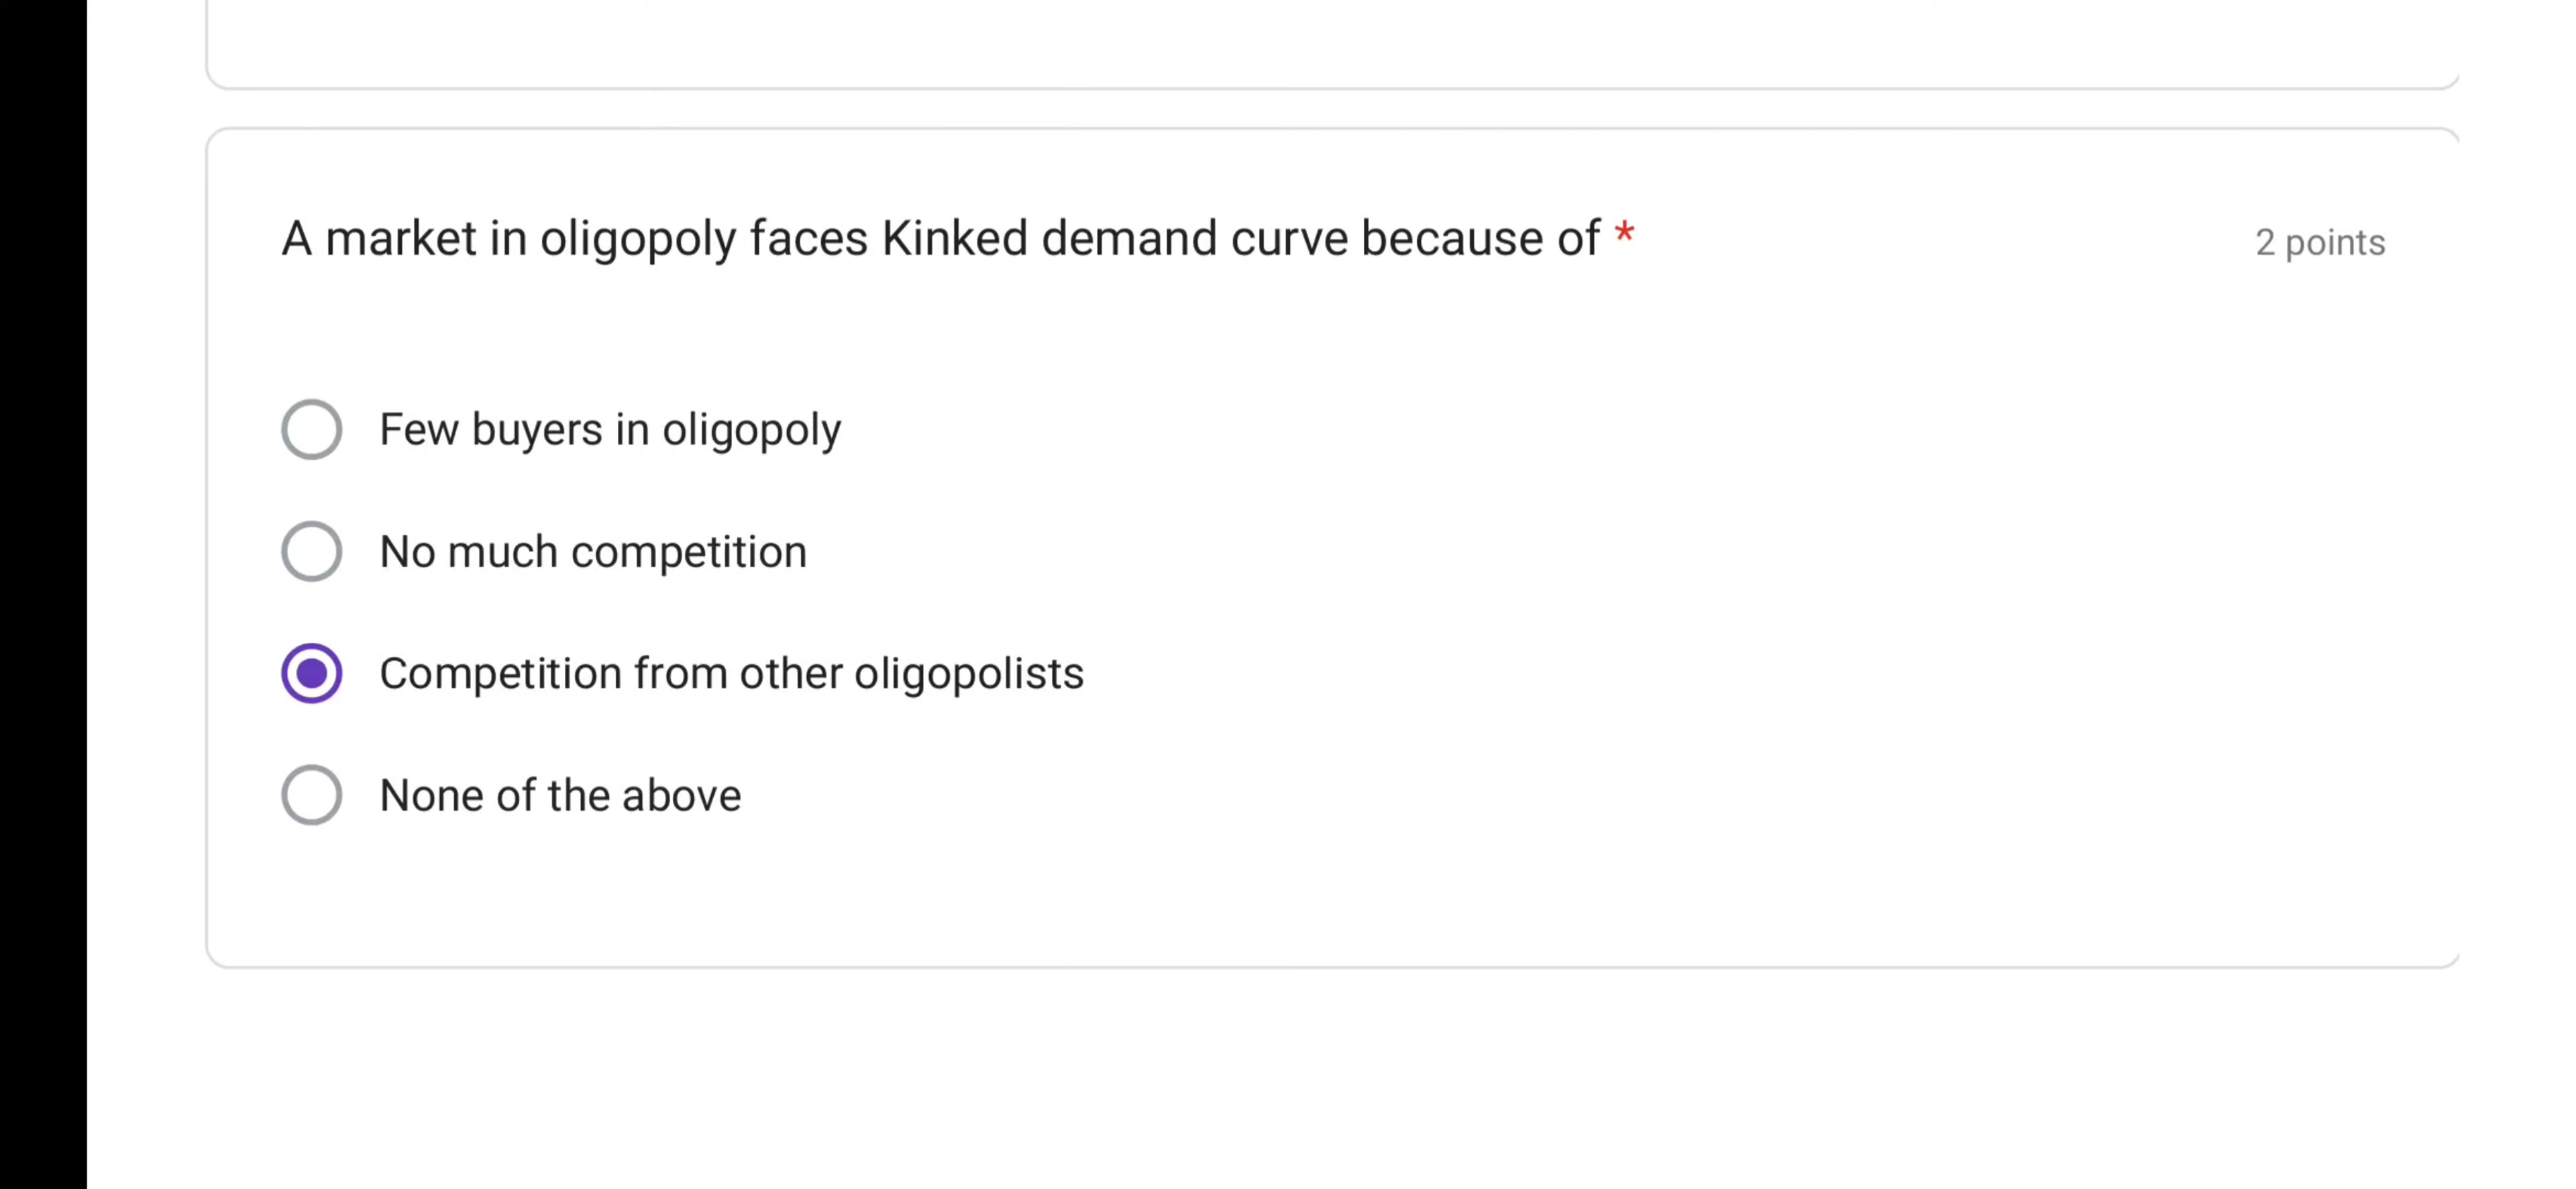 A market in oligopoly faces Kinked demand curve because of * 2 points
Few buyers in oligopoly
No much competition
Competition from other oligopolists
None of the above